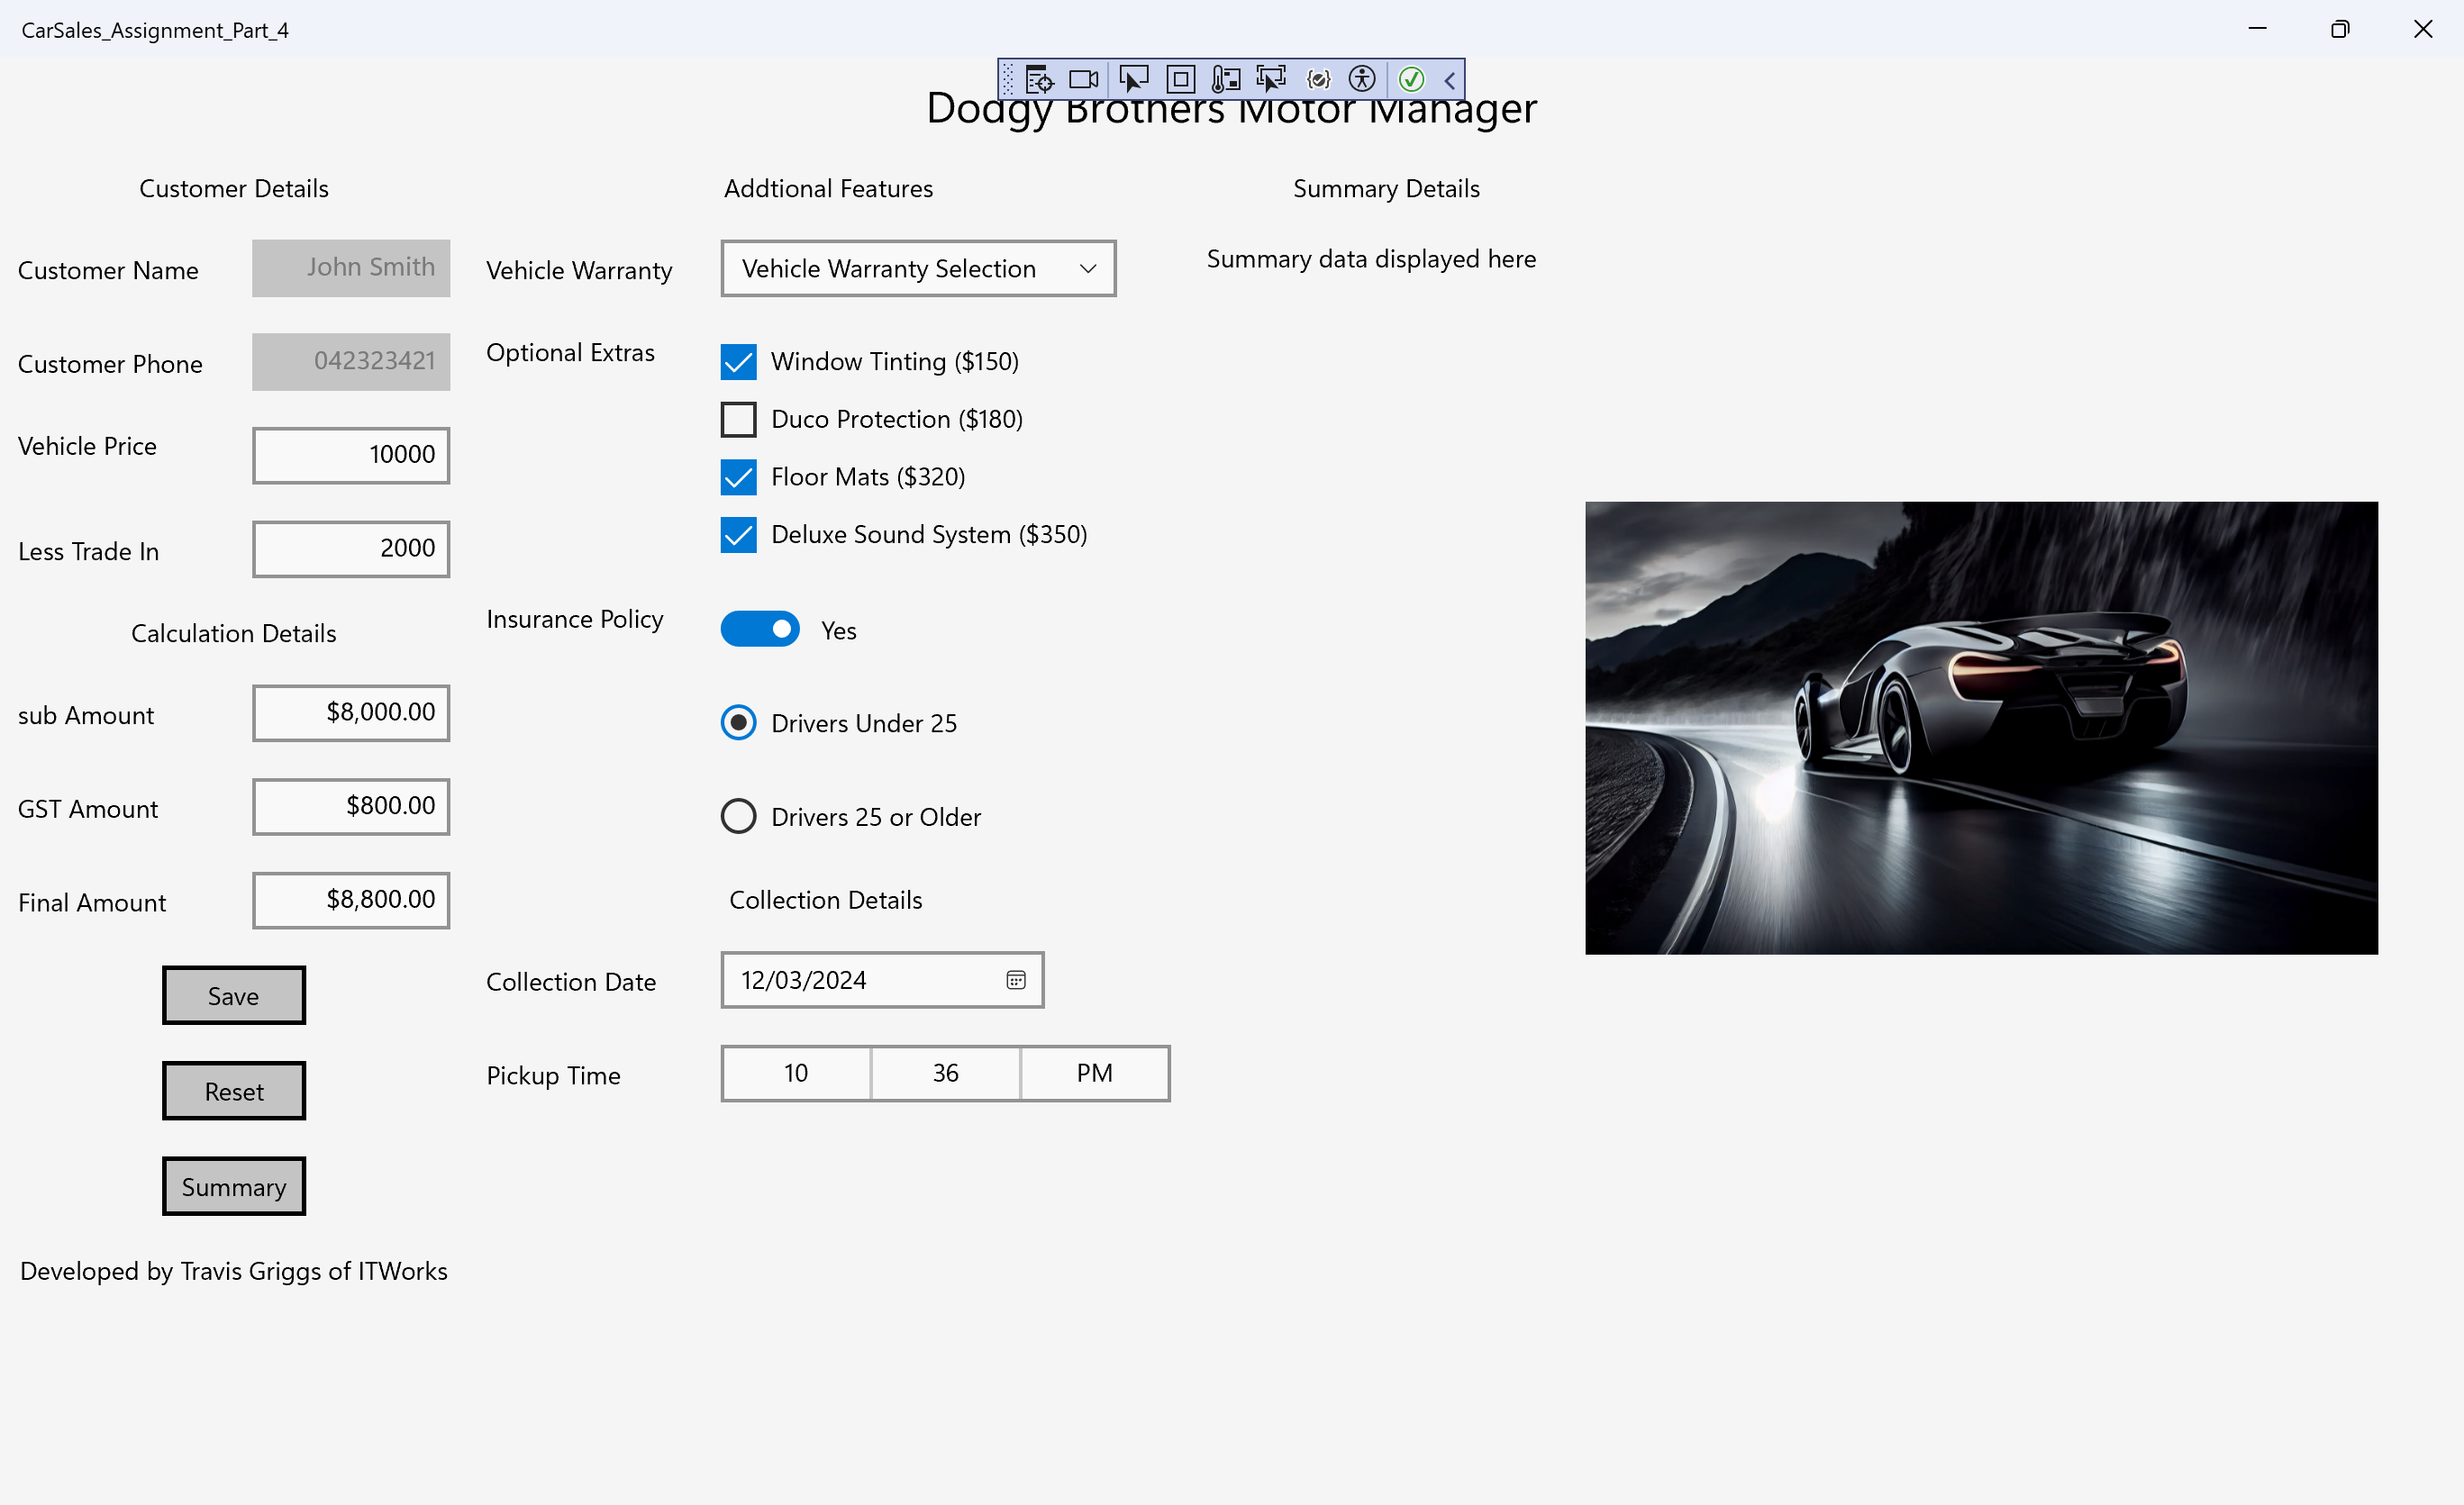 CarSales_Assignment_Part_4
Dodgy Brothers Motor Manager
Customer Details
Customer Name
John Smith
Customer Phone
042323421
Vehicle Price
10000
Less Trade In
2000
Calculation Details
sub Amount
$8,000.00
GST Amount
$800.00
Final Amount
$8,800.00
Save
Reset
Summary
Developed by Travis Griggs of ITWorks
Addtional Features
Vehicle Warranty
Vehicle Warranty Selection
Optional Extras
Window Tinting ($150)
Duco Protection ($180)
Floor Mats ($320)
Deluxe Sound System ($350)
Insurance Policy
Yes
Drivers Under 25
Drivers 25 or Older
Collection Details
Collection Date
12/03/2024
Pickup Time
10 36 PM
Summary Details
Summary data displayed here